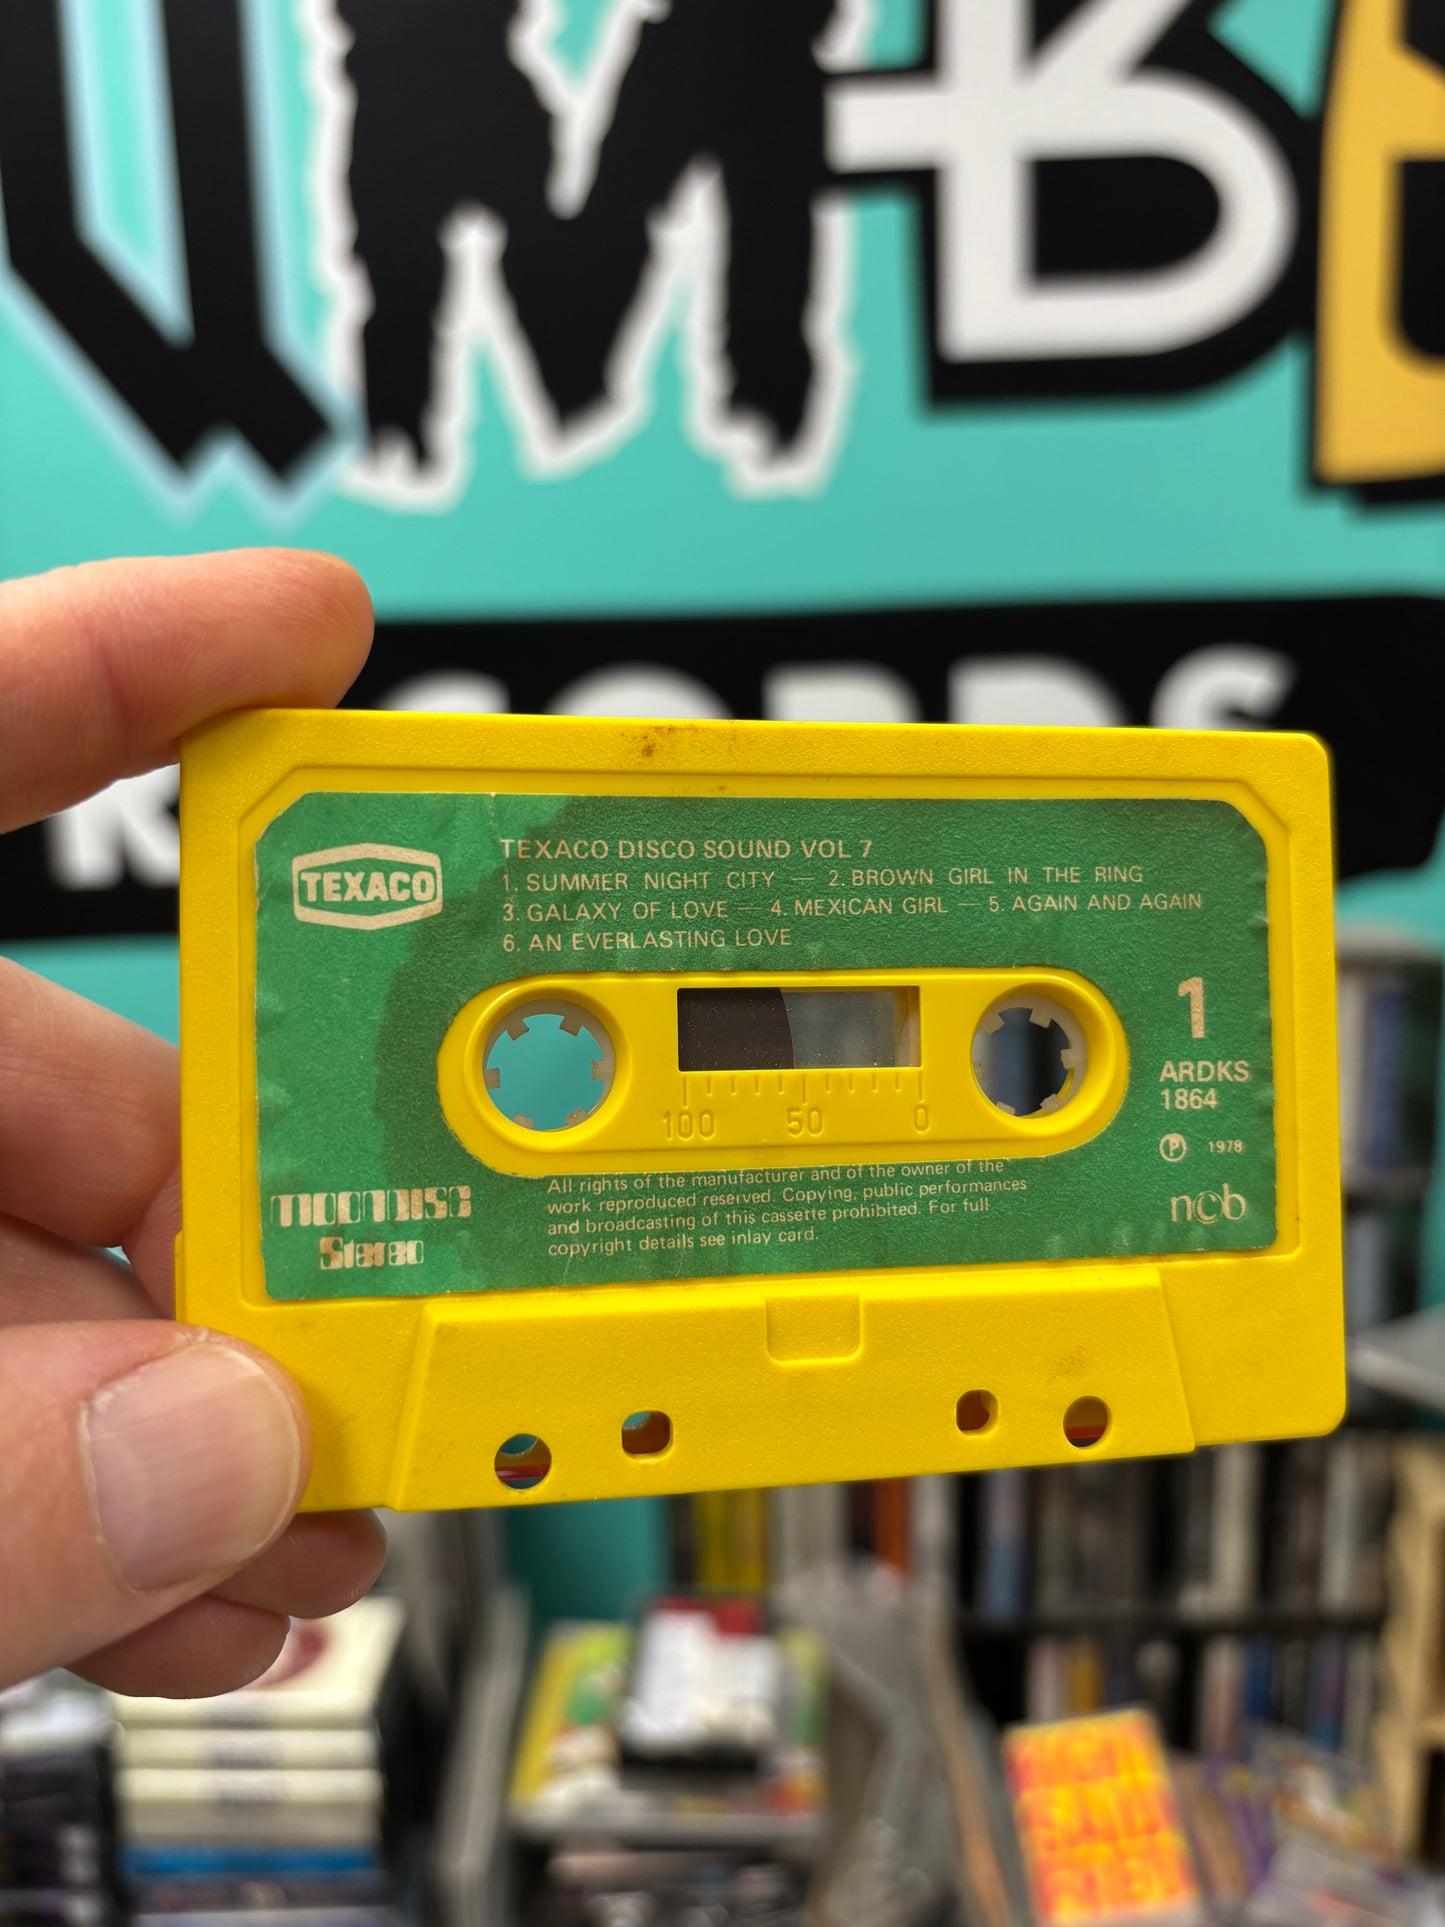 UMB
RECORDS
TEXACO
TEXACO DISCO SOUND VOL 7
1. SUMMER NIGHT CITY — 2. BROWN GIRL IN THE RING
3. GALAXY OF LOVE — 4. MEXICAN GIRL — 5. AGAIN AND AGAIN
6. AN EVERLASTING LOVE
1
ARDKS
1864
℗ 1978
ncb
100 50 0
MOONDISC
Stereo
All rights of the manufacturer and of the owner of the
work reproduced reserved. Copying, public performances
and broadcasting of this cassette prohibited. For full
copyright details see inlay card.